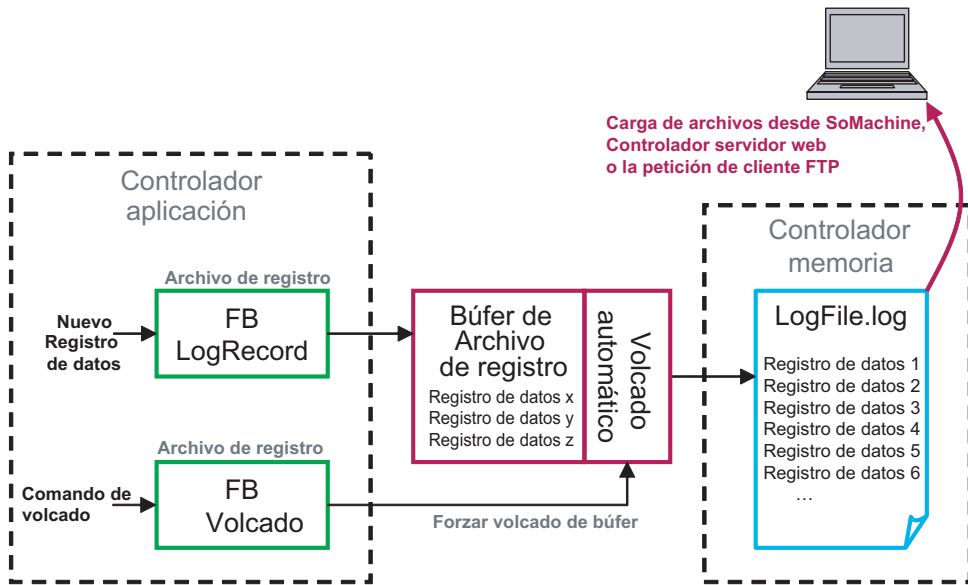 Carga de archivos desde SoMachine,
Controlador servidor web
o la petición de cliente FTP
Controlador
aplicación
Archivo de registro
Nuevo
Registro
de datos
FB
LogRecord
Archivo de registro
Comando de
volcado
FB
Volcado
Búfer de
Archivo
de registro
Registro de datos x
Registro de datos y
Registro de datos z
Volcado
automático
Forzar volcado de búfer
Controlador
memoria
LogFile.log
Registro de datos 1
Registro de datos 2
Registro de datos 3
Registro de datos 4
Registro de datos 5
Registro de datos 6
...